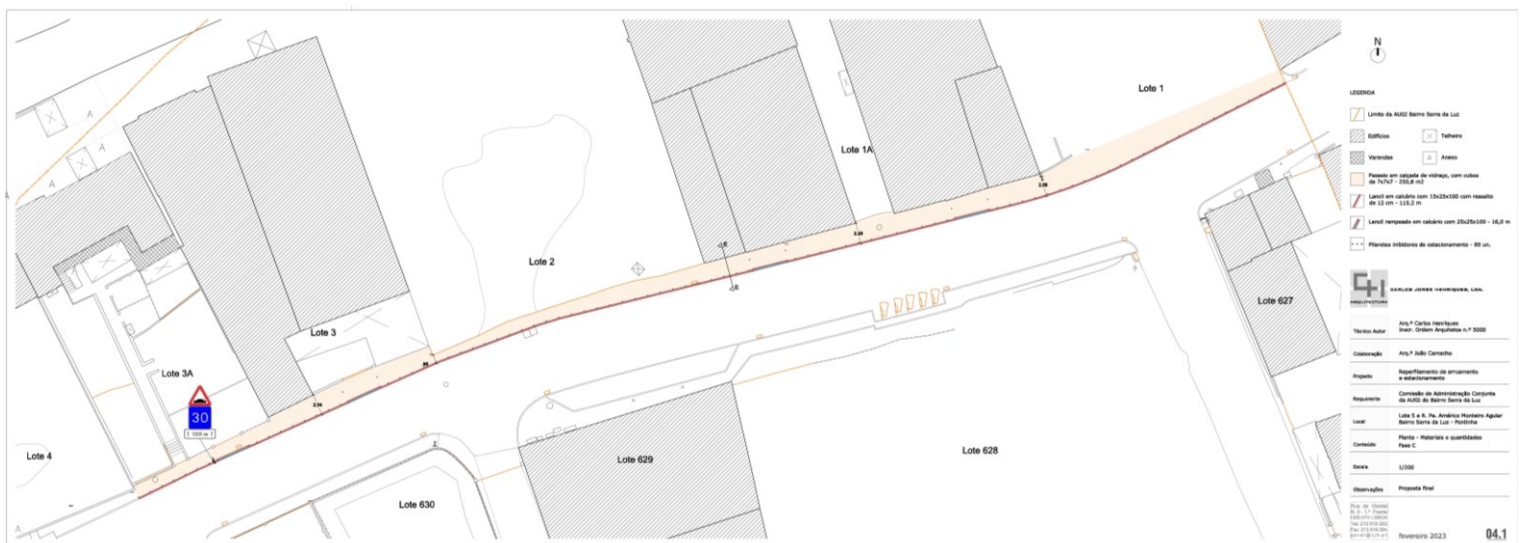 Lote 1
Lote 1A
Lote 2
Lote 3
Lote 3A
Lote 4
30
Lote 627
Lote 628
Lote 629
Lote 630
A
A
A
A
A
E
E
2.34
N
LEGENDA
Limite da AUGI Bairro Serra da Luz
Edifícios
Telheiro
Varandas
A
Anexo
Passeio em calçada de vidraço, com cubos
de 7x7x7 - 250,8 m2
Lancil em calcário com 15x25x100 com ressalto
de 12 cm - 115,2 m
Lancil rampeado em calcário com 25x25x100 - 16,0 m
Pilaretes inibidores de estacionamento - 89 un.
CH
ARQUITECTURA
CARLOS JORGE HENRIQUES, LDA.
Técnico Autor
Arq.º Carlos Henriques
Inscr. Ordem Arquitetos n.º 5000
Colaboração
Arq.º João Camacho
Projeto
Reperfilamento de arruamento
e estacionamento
Requerente
Comissão de Administração Conjunta
da AUGI do Bairro Serra da Luz
Local
Lote 5 e R. Pe. Américo Monteiro Aguiar
Bairro Serra da Luz - Pontinha
Conteúdo
Planta - Materiais e quantidades
Fase C
Escala
1/200
Observações
Proposta final
fevereiro 2023
04.1